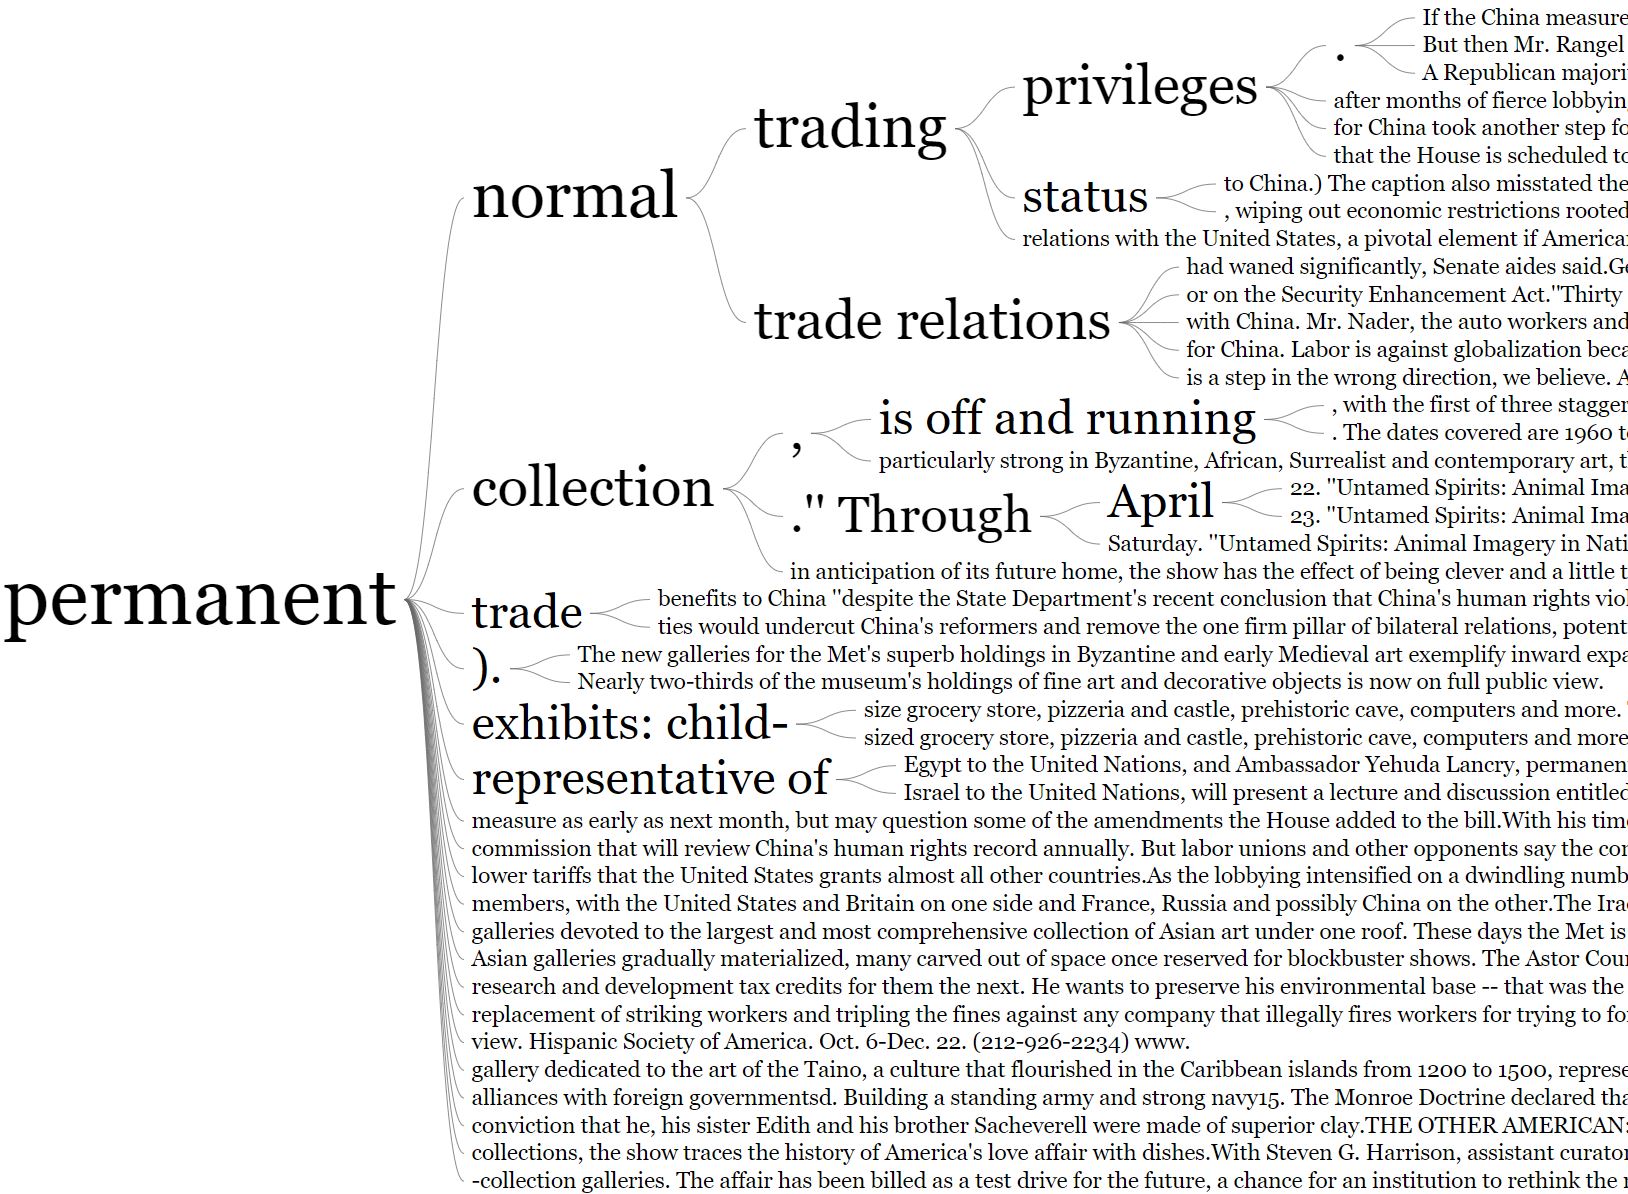 If the China measure
But then Mr. Rangel
.
A Republican
privileges
after months of fierce
trading
for China took another step
that the House is scheduled
normal
status
to China.) The caption also misstated the
, wiping out economic restrictions rooted
relations with the United States, a pivotal element if
had waned significantly, Senate aides said.
or on the Security Enhancement Act."Thirty
trade relations
with China. Mr. Nader, the auto workers and
for China. Labor is against globalization
is a step in the wrong direction, we believe.
collection
,
is off and running
, with the first of three
. The dates covered are 1960
particularly strong in Byzantine, African, Surrealist and contemporary art,
." Through
April
22. "Untamed Spirits: Animal
23. "Untamed Spirits: Animal
Saturday. "Untamed Spirits: Animal Imagery in
in anticipation of its future home, the show has the effect of being clever and a little
permanent
trade
benefits to China "despite the State Department's recent conclusion that China's human rights
ties would undercut China's reformers and remove the one firm pillar of bilateral relations,
).
The new galleries for the Met's superb holdings in Byzantine and early Medieval art exemplify inward
Nearly two-thirds of the museum's holdings of fine art and decorative objects is now on full public view.
exhibits: child-
size grocery store, pizzeria and castle, prehistoric cave, computers and more.
sized grocery store, pizzeria and castle, prehistoric cave, computers and more
representative of
Egypt to the United Nations, and Ambassador Yehuda Lancry,
Israel to the United Nations, will present a lecture and discussion entitled
measure as early as next month, but may question some of the amendments the House added to the bill.With his
commission that will review China's human rights record annually. But labor unions and other opponents say the
lower tariffs that the United States grants almost all other countries.As the lobbying intensified on a dwindling
members, with the United States and Britain on one side and France, Russia and possibly China on the other.The
galleries devoted to the largest and most comprehensive collection of Asian art under one roof. These days the Met is
Asian galleries gradually materialized, many carved out of space once reserved for blockbuster shows. The Astor
research and development tax credits for them the next. He wants to preserve his environmental base -- that was the
replacement of striking workers and tripling the fines against any company that illegally fires workers for trying to
view. Hispanic Society of America. Oct. 6-Dec. 22. (212-926-2234) www.
gallery dedicated to the art of the Taino, a culture that flourished in the Caribbean islands from 1200 to 1500,
alliances with foreign governmentsd. Building a standing army and strong navy15. The Monroe Doctrine declared
conviction that he, his sister Edith and his brother Sacheverell were made of superior clay.THE OTHER AMERICAN:
collections, the show traces the history of America's love affair with dishes.With Steven G. Harrison, assistant curator
-collection galleries. The affair has been billed as a test drive for the future, a chance for an institution to rethink the